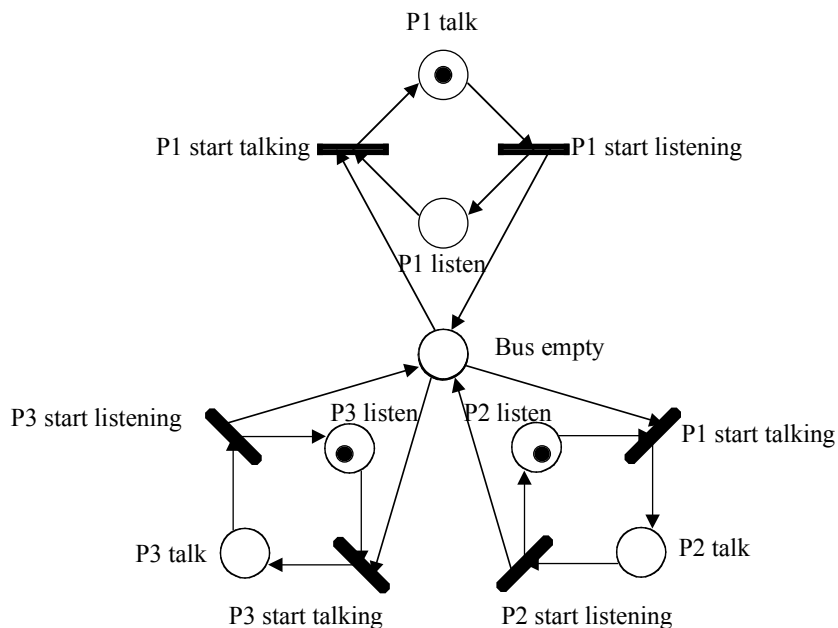 P1 talk
P1 start talking
P1 start listening
P1 listen
Bus empty
P3 start listening
P3 listen
P2 listen
P1 start talking
P3 talk
P2 talk
P3 start talking
P2 start listening